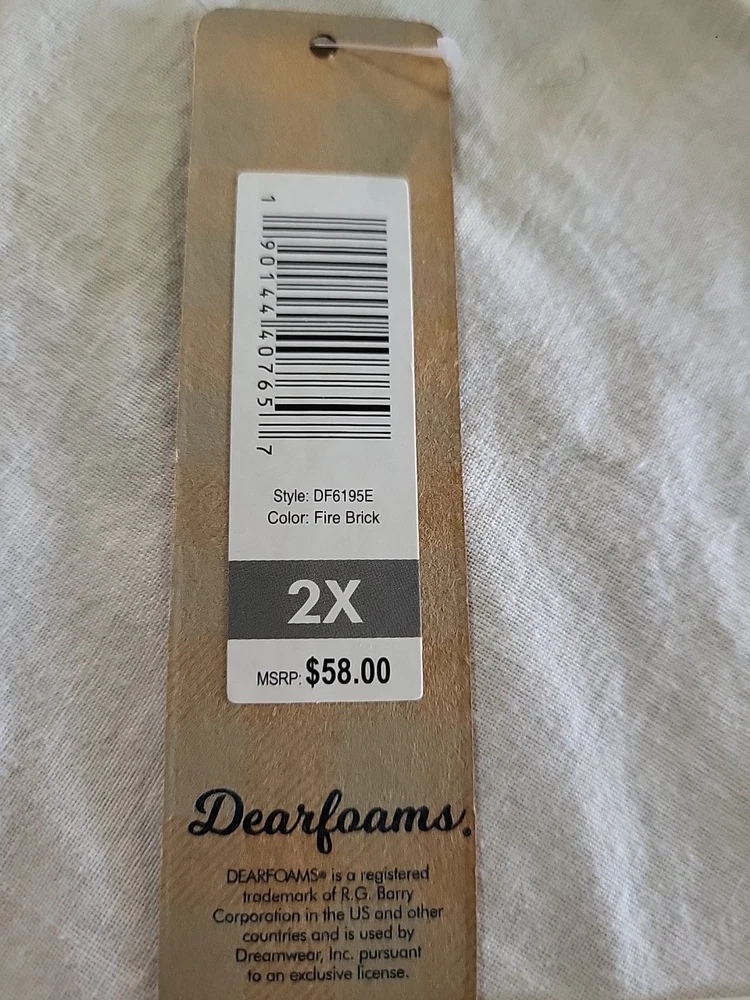 1 90144 40765 7
Style: DF6195E
Color: Fire Brick
2X
MSRP: $58.00
Dearfoams.
DEARFOAMS® is a registered
trademark of R.G. Barry
Corporation in the US and other
countries and is used by
Dreamwear, Inc. pursuant
to an exclusive license.